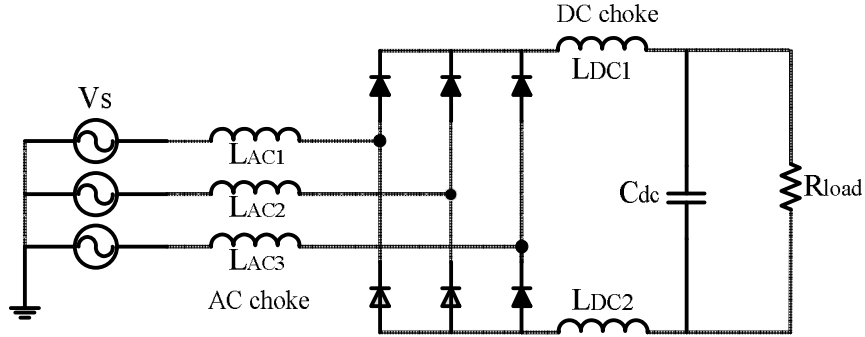 DC choke
LDC1
Vs
LAC1
LAC2
LAC3
AC choke
Cdc
Rload
LDC2